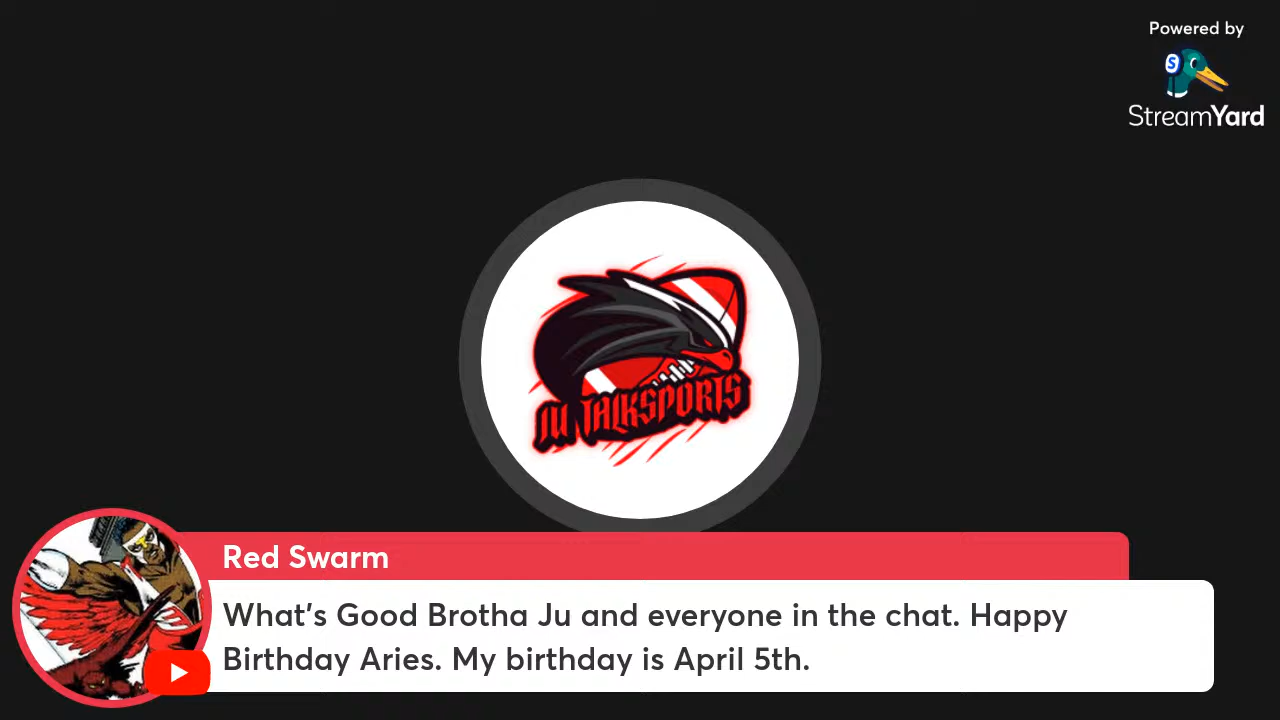 Powered by
S
StreamYard
JU TALKSPORTS
Red Swarm
What's Good Brotha Ju and everyone in the chat. Happy
Birthday Aries. My birthday is April 5th.